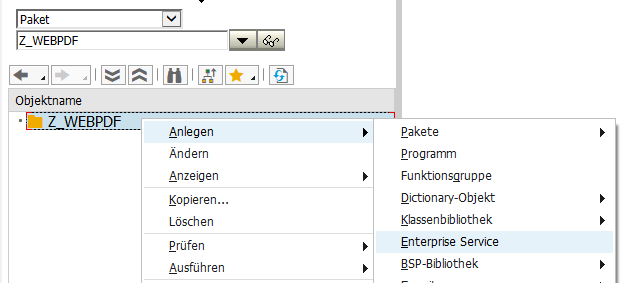 Paket
Z_WEBPDF
Objektname
Z_WEBPDF
Anlegen
Ändern
Anzeigen
Kopieren...
Löschen
Prüfen
Ausführen
Pakete
Programm
Funktionsgruppe
Dictionary-Objekt
Klassenbibliothek
Enterprise Service
BSP-Bibliothek